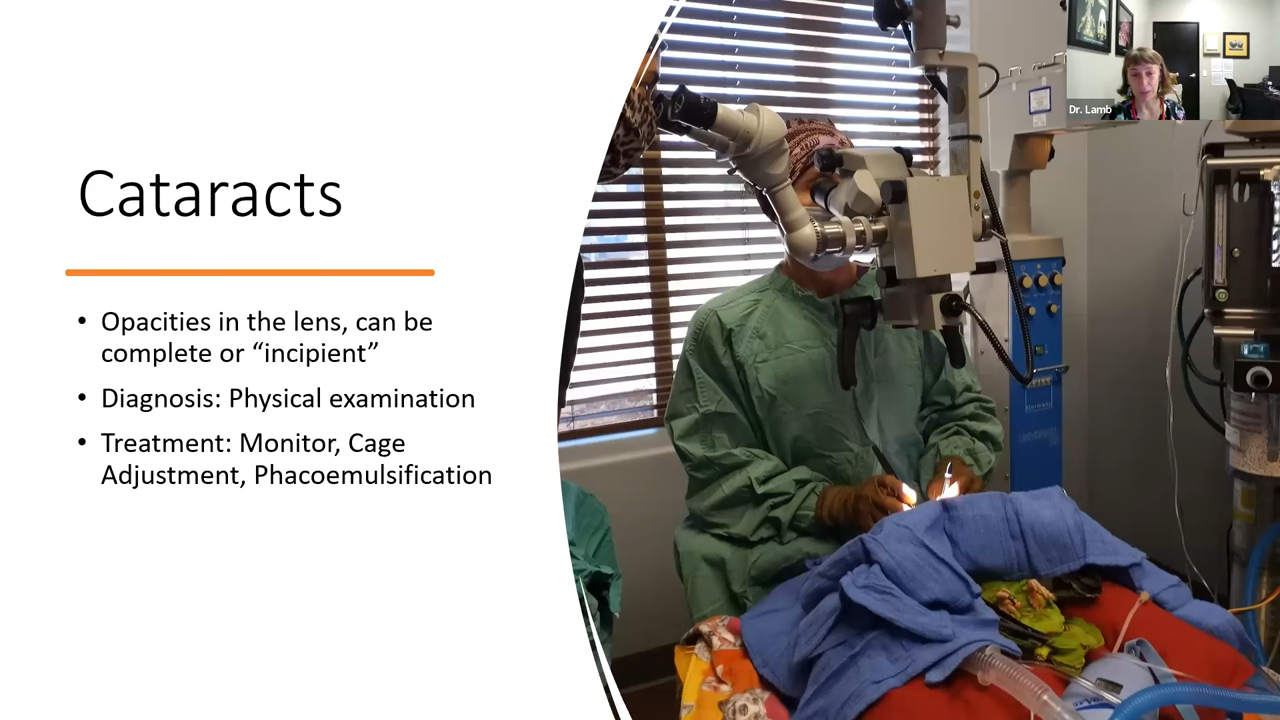 Dr. Lamb
Cataracts
• Opacities in the lens, can be
complete or “incipient”
• Diagnosis: Physical examination
• Treatment: Monitor, Cage
Adjustment, Phacoemulsification